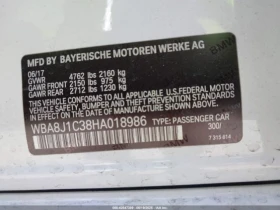 MFD BY BAYERISCHE MOTOREN WERKE AG
06/17
GVWR 4762 lbs 2160 kg
GAWR FRONT 2150 lbs 975 kg
GAWR REAR 2712 lbs 1230 kg
THIS VEHICLE CONFORMS TO ALL APPLICABLE U.S. FEDERAL MOTOR
VEHICLE SAFETY, BUMPER AND THEFT PREVENTION STANDARDS IN EFFECT
ON THE DATE OF MANUFACTURE SHOWN ABOVE.
WBA8J1C38HA018986 TYPE: PASSENGER CAR
300/